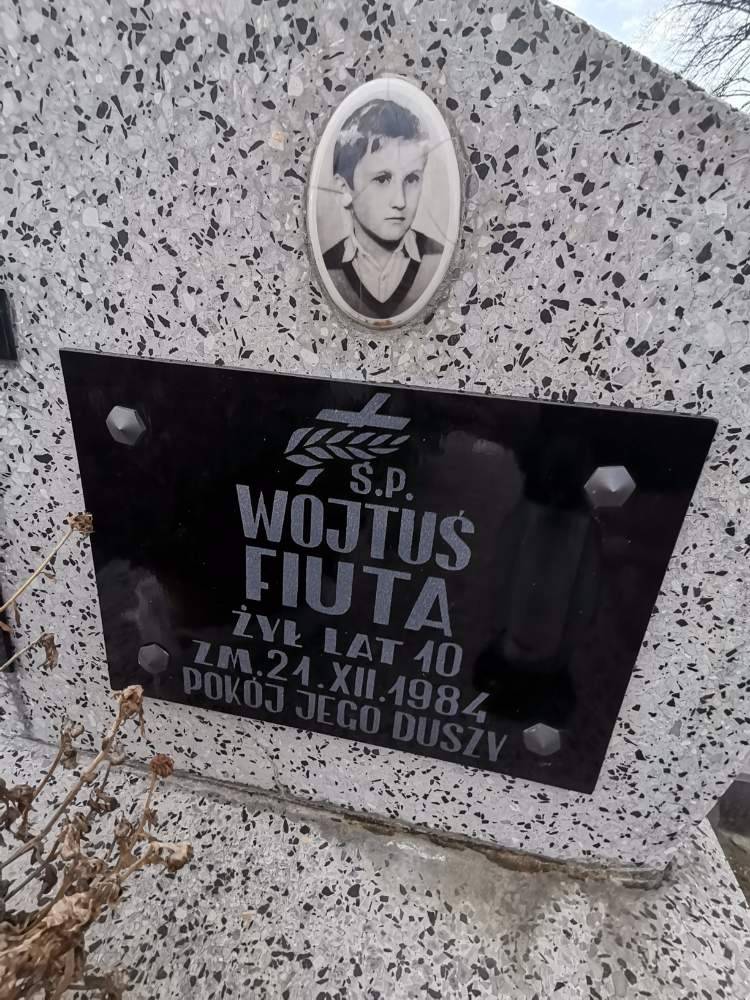 Ś.P.
WOJTUŚ
FIUTA
ŻYŁ LAT 10
ZM. 21.XII.1984
POKÓJ JEGO DUSZY